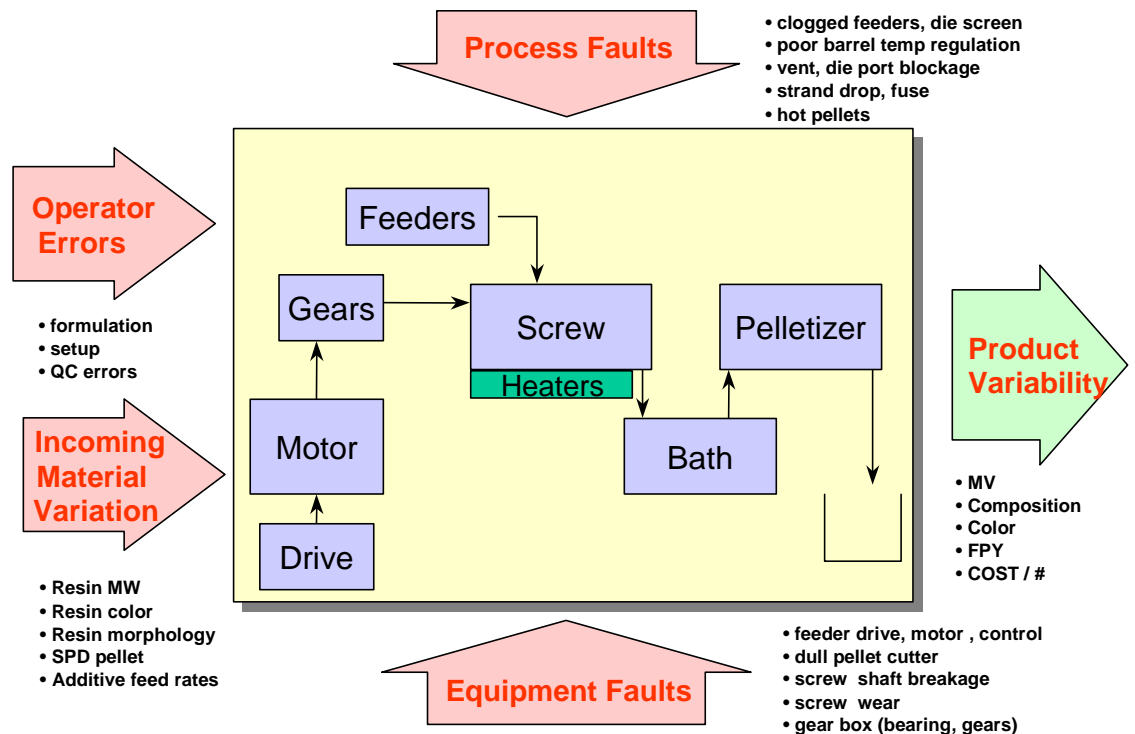 Process Faults
• clogged feeders, die screen
• poor barrel temp regulation
• vent, die port blockage
• strand drop, fuse
• hot pellets
Operator
Errors
• formulation
• setup
• QC errors
Incoming
Material
Variation
• Resin MW
• Resin color
• Resin morphology
• SPD pellet
• Additive feed rates
Feeders
Gears
Screw
Pelletizer
Heaters
Motor
Bath
Drive
Product
Variability
• MV
• Composition
• Color
• FPY
• COST / #
Equipment Faults
• feeder drive, motor , control
• dull pellet cutter
• screw shaft breakage
• screw wear
• gear box (bearing, gears)